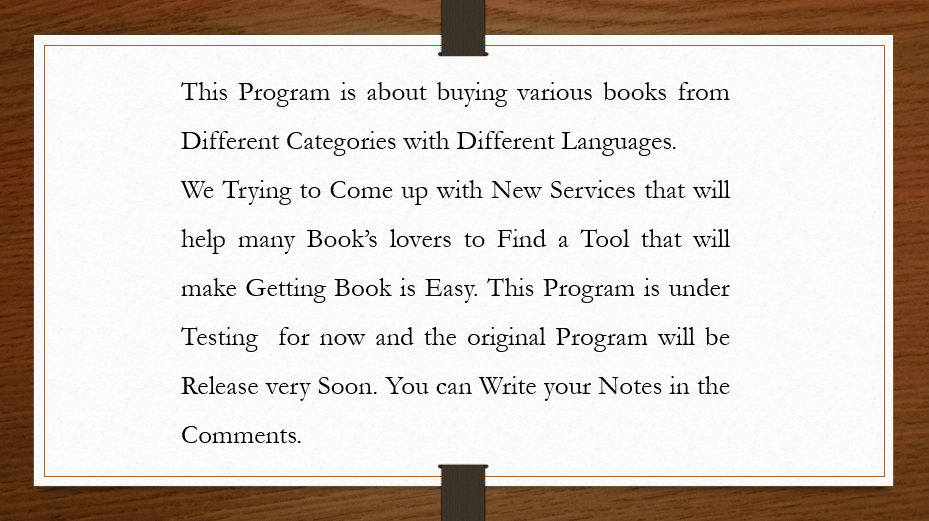 This Program is about buying various books from
Different Categories with Different Languages.
We Trying to Come up with New Services that will
help many Book’s lovers to Find a Tool that will
make Getting Book is Easy. This Program is under
Testing  for now and the original Program will be
Release very Soon. You can Write your Notes in the
Comments.